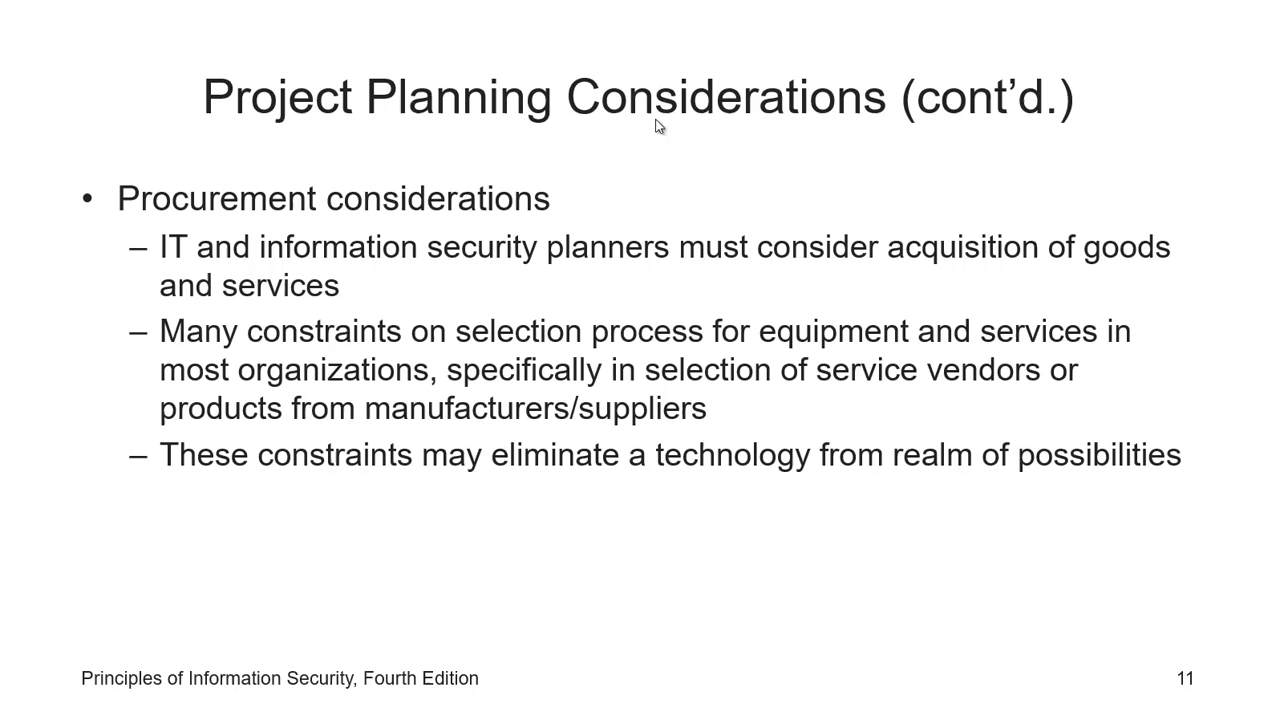 Project Planning Considerations (cont’d.)
• Procurement considerations
– IT and information security planners must consider acquisition of goods
and services
– Many constraints on selection process for equipment and services in
most organizations, specifically in selection of service vendors or
products from manufacturers/suppliers
– These constraints may eliminate a technology from realm of possibilities
Principles of Information Security, Fourth Edition
11